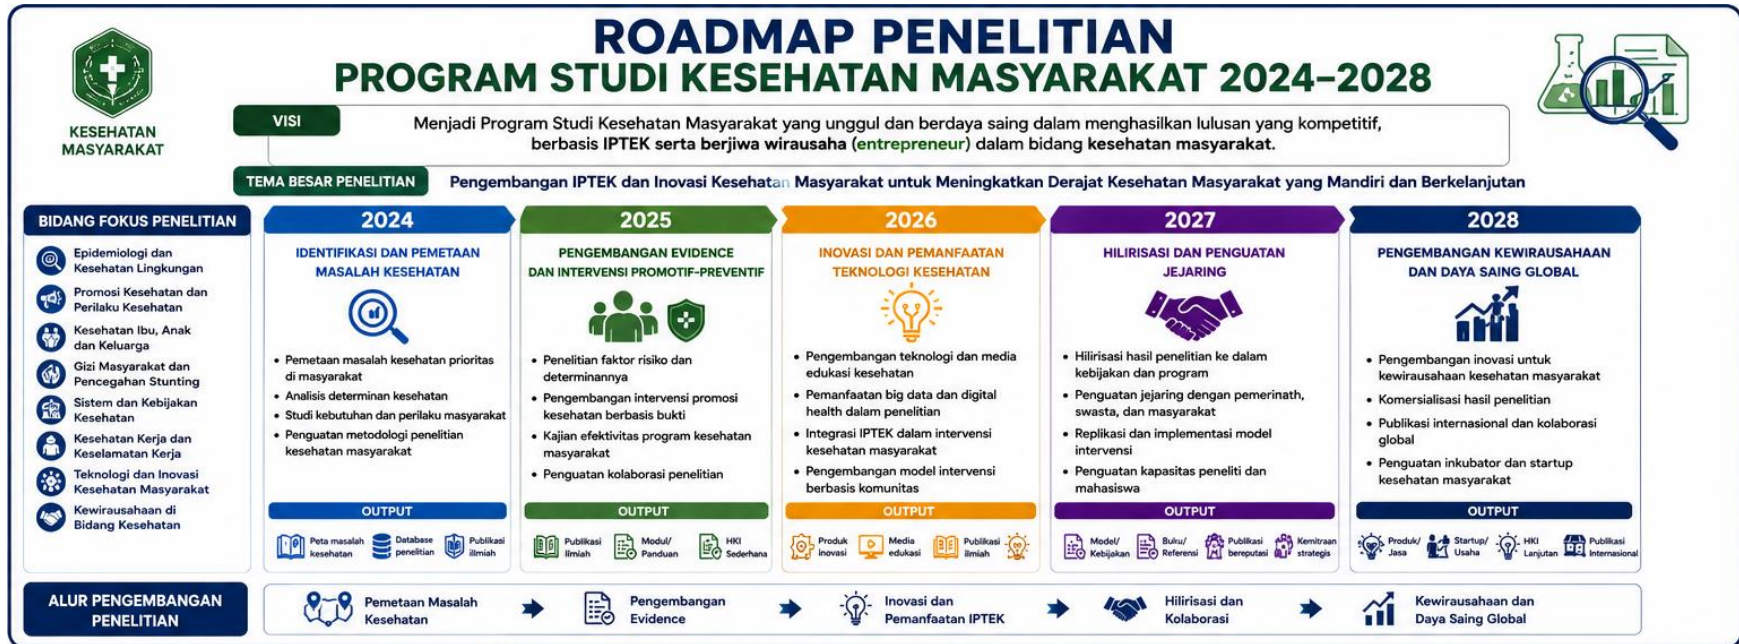 ROADMAP PENELITIAN
PROGRAM STUDI KESEHATAN MASYARAKAT 2024–2028
KESEHATAN
MASYARAKAT
VISI
Menjadi Program Studi Kesehatan Masyarakat yang unggul dan berdaya saing dalam menghasilkan lulusan yang kompetitif,
berbasis IPTEK serta berjiwa wirausaha (entrepreneur) dalam bidang kesehatan masyarakat.
TEMA BESAR PENELITIAN
Pengembangan IPTEK dan Inovasi Kesehatan Masyarakat untuk Meningkatkan Derajat Kesehatan Masyarakat yang Mandiri dan Berkelanjutan
BIDANG FOKUS PENELITIAN
Epidemiologi dan
Kesehatan Lingkungan
Promosi Kesehatan dan
Perilaku Kesehatan
Kesehatan Ibu, Anak
dan Keluarga
Gizi Masyarakat dan
Pencegahan Stunting
Sistem dan Kebijakan
Kesehatan
Kesehatan Kerja dan
Keselamatan Kerja
Teknologi dan Inovasi
Kesehatan Masyarakat
Kewirausahaan di
Bidang Kesehatan
2024
IDENTIFIKASI DAN PEMETAAN
MASALAH KESEHATAN
• Pemetaan masalah kesehatan prioritas
di masyarakat
• Analisis determinan kesehatan
• Studi kebutuhan dan perilaku masyarakat
• Penguatan metodologi penelitian
kesehatan masyarakat
OUTPUT
Peta masalah
kesehatan
Database
penelitian
Publikasi
illmiah
2025
PENGEMBANGAN EVIDENCE
DAN INTERVENSI PROMOTIF-PREVENTIF
• Penelitian faktor risiko dan
determinannya
• Pengembangan intervensi promosi
kesehatan berbasis bukti
• Kajian efektivitas program kesehatan
masyarakat
• Penguatan kolaborasi penelitian
OUTPUT
Publikasi
Ilmiah
Modul/
Panduan
HKI
Sederhana
2026
INOVASI DAN PEMANFAATAN
TEKNOLOGI KESEHATAN
• Pengembangan teknologi dan media
edukasi kesehatan
• Pemanfaatan big data dan digital
health dalam penelitian
• Integrasi IPTEK dalam intervensi
kesehatan masyarakat
• Pengembangan model intervensi
berbasis komunitas
OUTPUT
Produk
inovasi
Media
edukasi
Publikasi
ilmiah
2027
HILIRISASI DAN PENGUATAN
JEJARING
• Hilirisasi hasil penelitian ke dalam
kebijakan dan program
• Penguatan jejaring dengan pemerinath,
swasta, dan masyarakat
• Replikasi dan implementasi model
intervensi
• Penguatan kapasitas peneliti dan
mahasiswa
OUTPUT
Model/
Kebijakan
Buku/
Referensi
Publikasi
bereputasi
Kemitraan
strategis
2028
PENGEMBANGAN KEWIRAUSAHAAN
DAN DAYA SAING GLOBAL
• Pengembangan inovasi untuk
kewirausahaan kesehatan masyarakat
• Komersialisasi hasil penelitian
• Publikasi internasional dan kolaborasi
global
• Penguatan inkubator dan startup
kesehatan masyarakat
OUTPUT
Produk/
Jasa
Startup/
Usaha
HKI
Lanjutan
Publikasi
Internasional
ALUR PENGEMBANGAN
PENELITIAN
Pemetaan Masalah
Kesehatan
Pengembangan
Evidence
Inovasi dan
Pemanfaatan IPTEK
Hilirisasi dan
Kolaborasi
Kewirausahaan dan
Daya Saing Global